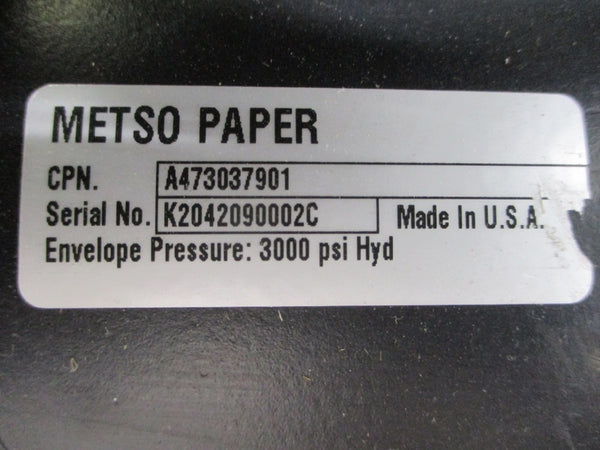 METSO PAPER
CPN. A473037901
Serial No. K2042090002C Made In U.S.A.
Envelope Pressure: 3000 psi Hyd